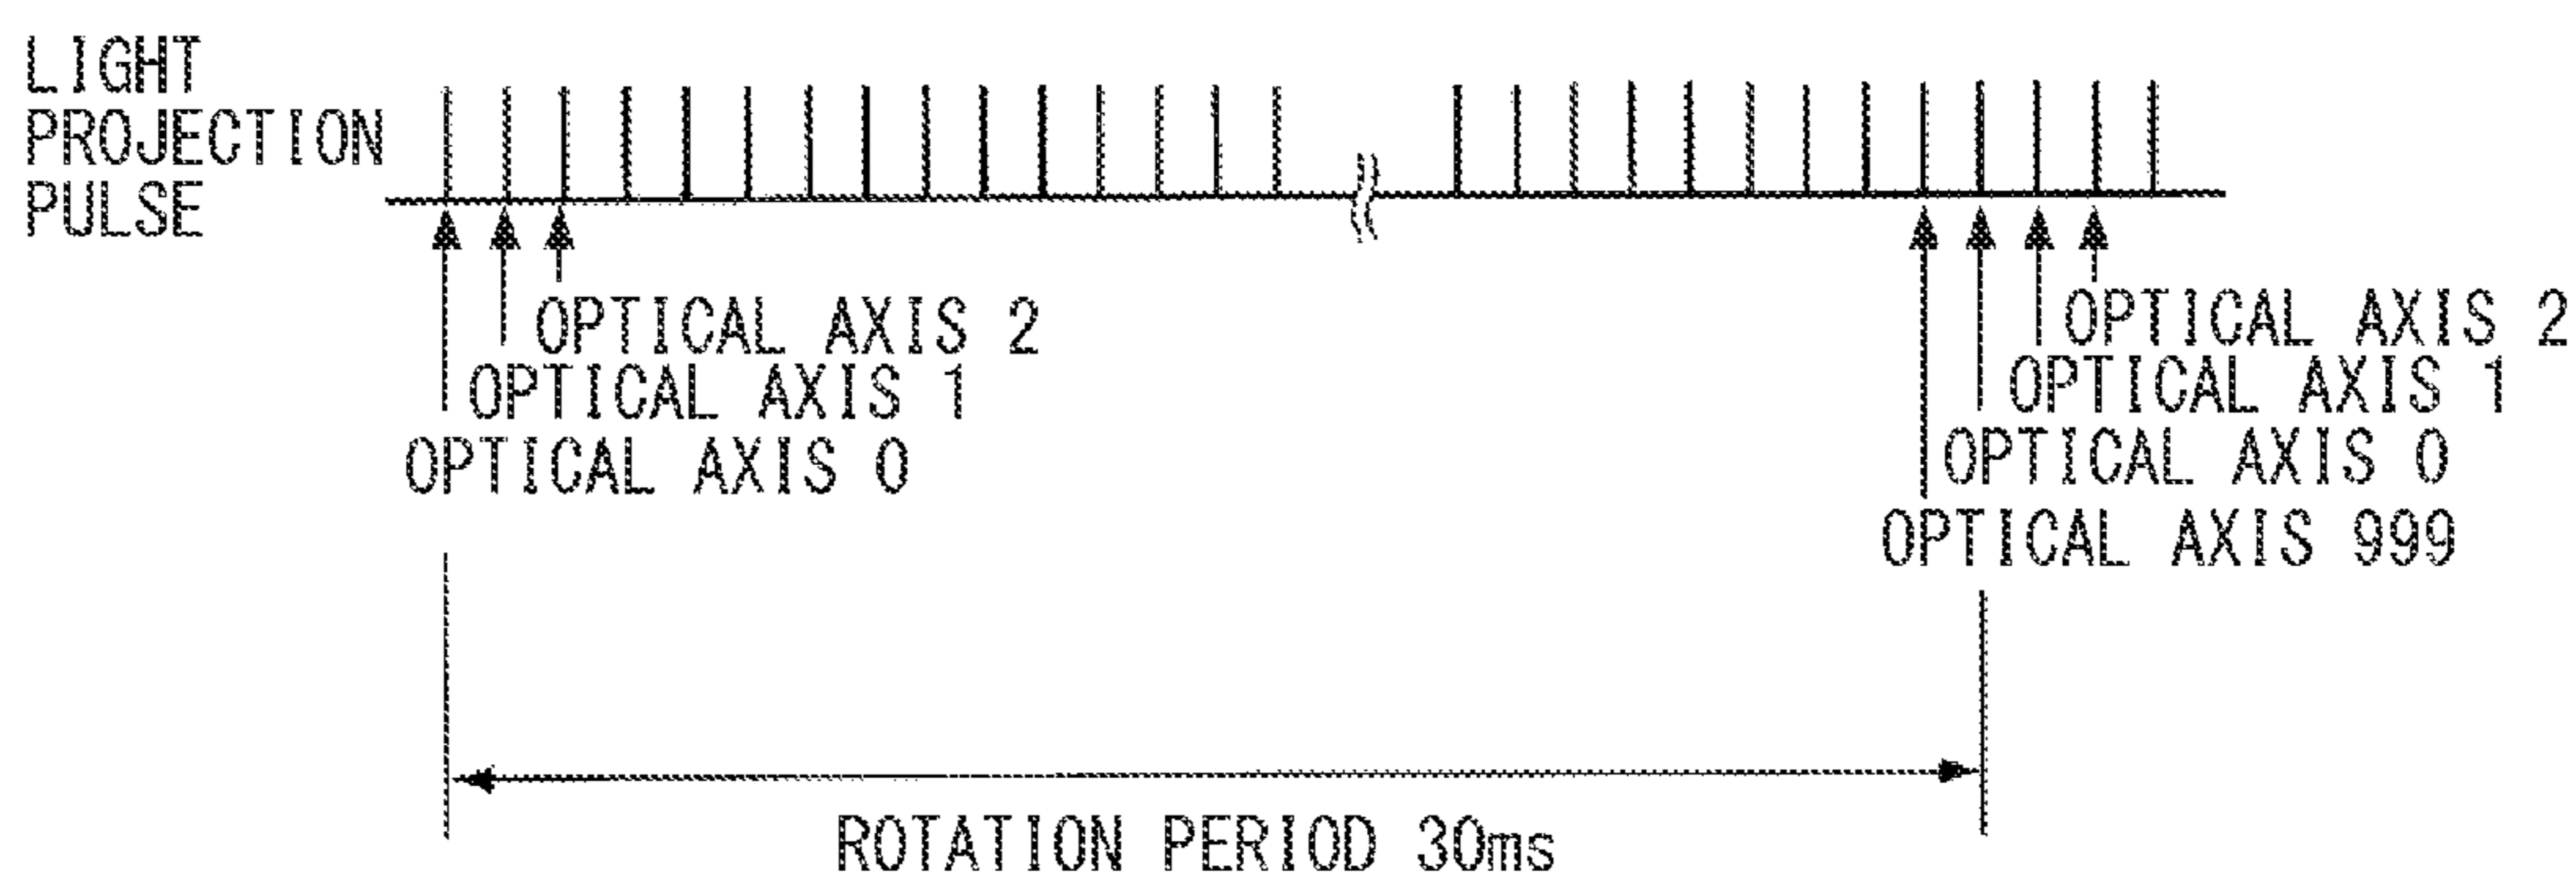 LIGHT
PROJECTION
PULSE
OPTICAL AXIS 2
OPTICAL AXIS 1
OPTICAL AXIS 0
OPTICAL AXIS 2
OPTICAL AXIS 1
OPTICAL AXIS 0
OPTICAL AXIS 999
ROTATION PERIOD 30ms